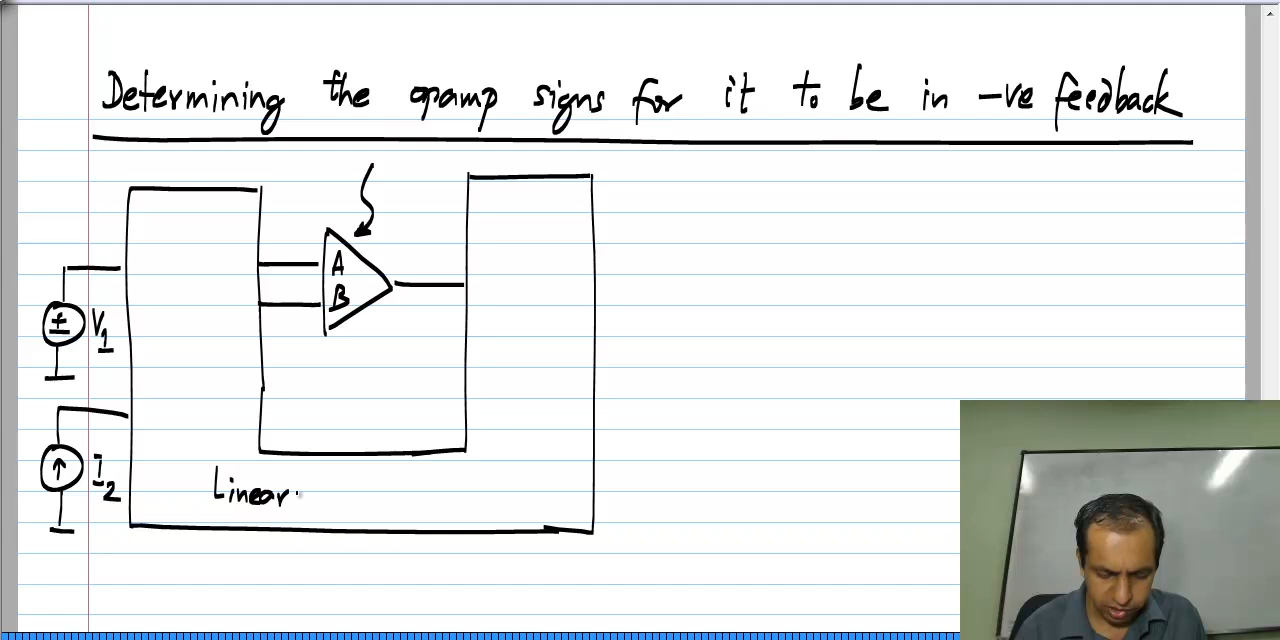 Determining the opamp signs for it to be in -ve feedback
A
B
± V1
I2
Linear